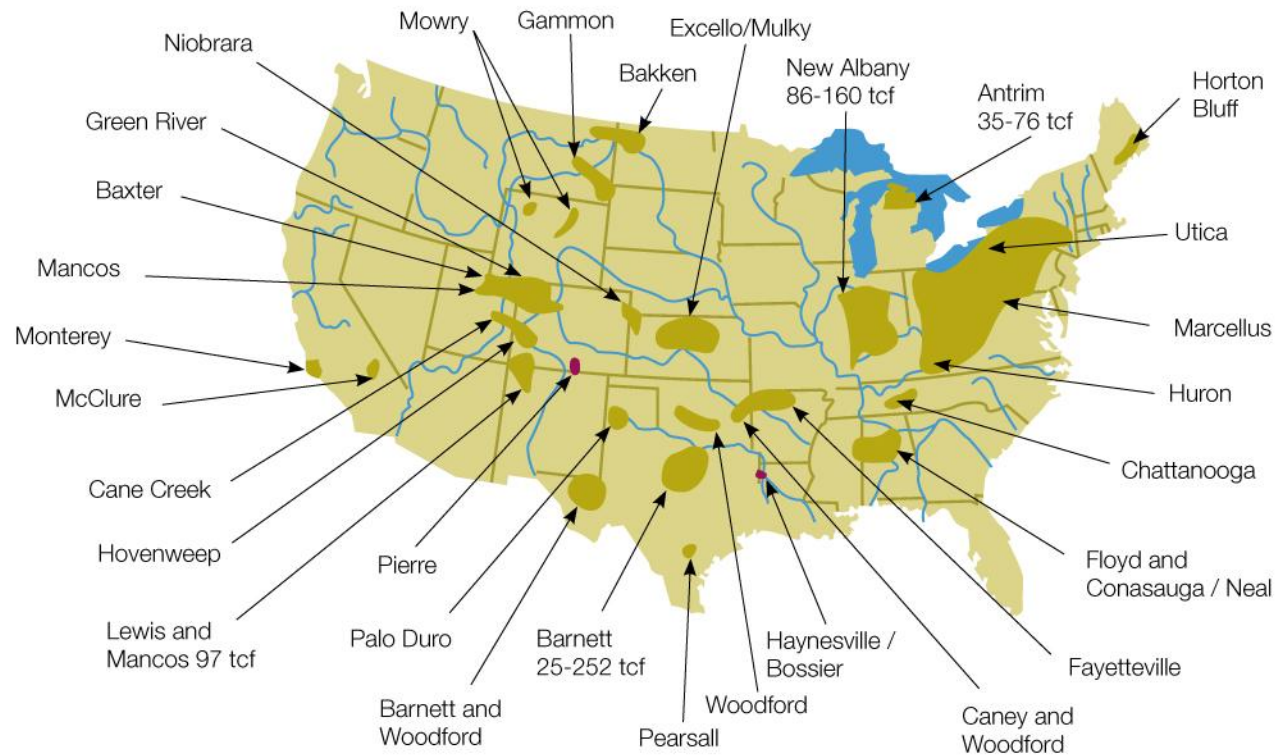 Mowry
Gammon
Excello/Mulky
Niobrara
Bakken
New Albany
86-160 tcf
Antrim
35-76 tcf
Horton
Bluff
Green River
Baxter
Mancos
Monterey
McClure
Cane Creek
Hovenweep
Lewis and
Mancos 97 tcf
Pierre
Palo Duro
Barnett and
Woodford
Barnett
25-252 tcf
Pearsall
Woodford
Haynesville /
Bossier
Caney and
Woodford
Fayetteville
Floyd and
Conasauga / Neal
Chattanooga
Huron
Marcellus
Utica